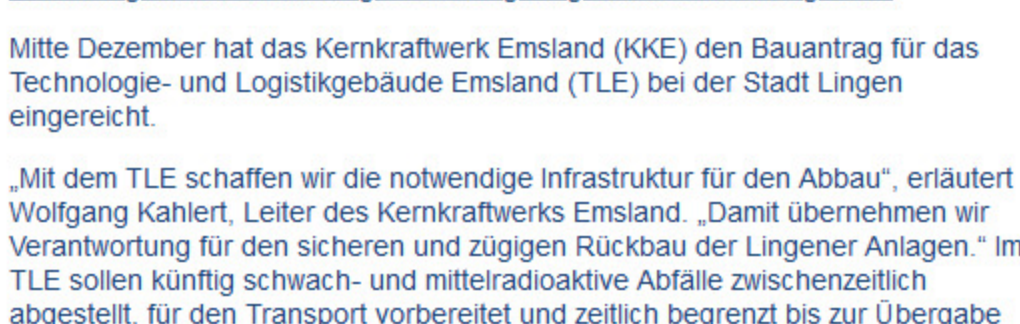 Mitte Dezember hat das Kernkraftwerk Emsland (KKE) den Bauantrag für das
Technologie- und Logistikgebäude Emsland (TLE) bei der Stadt Lingen
eingereicht.
„Mit dem TLE schaffen wir die notwendige Infrastruktur für den Abbau“, erläutert
Wolfgang Kahlert, Leiter des Kernkraftwerks Emsland. „Damit übernehmen wir
Verantwortung für den sicheren und zügigen Rückbau der Lingener Anlagen.“ Im
TLE sollen künftig schwach- und mittelradioaktive Abfälle zwischenzeitlich
abgestellt, für den Transport vorbereitet und zeitlich begrenzt bis zur Übergabe